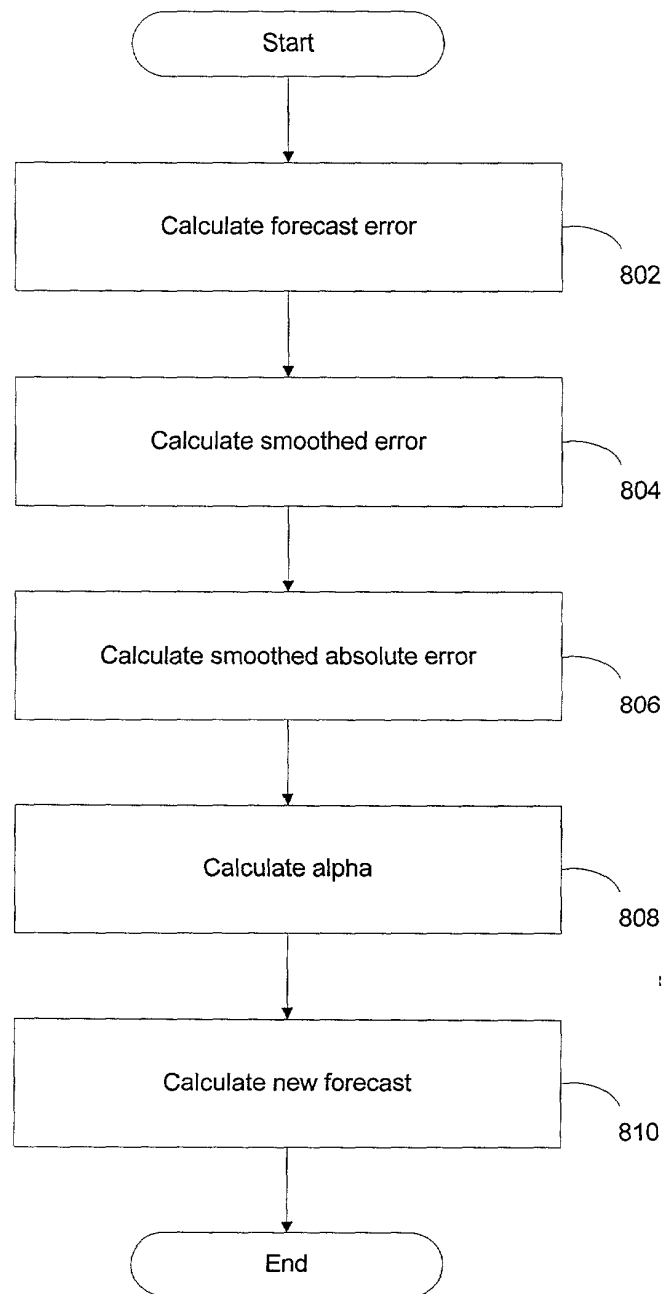 Start
Calculate forecast error
802
Calculate smoothed error
804
Calculate smoothed absolute error
806
Calculate alpha
808
Calculate new forecast
810
End